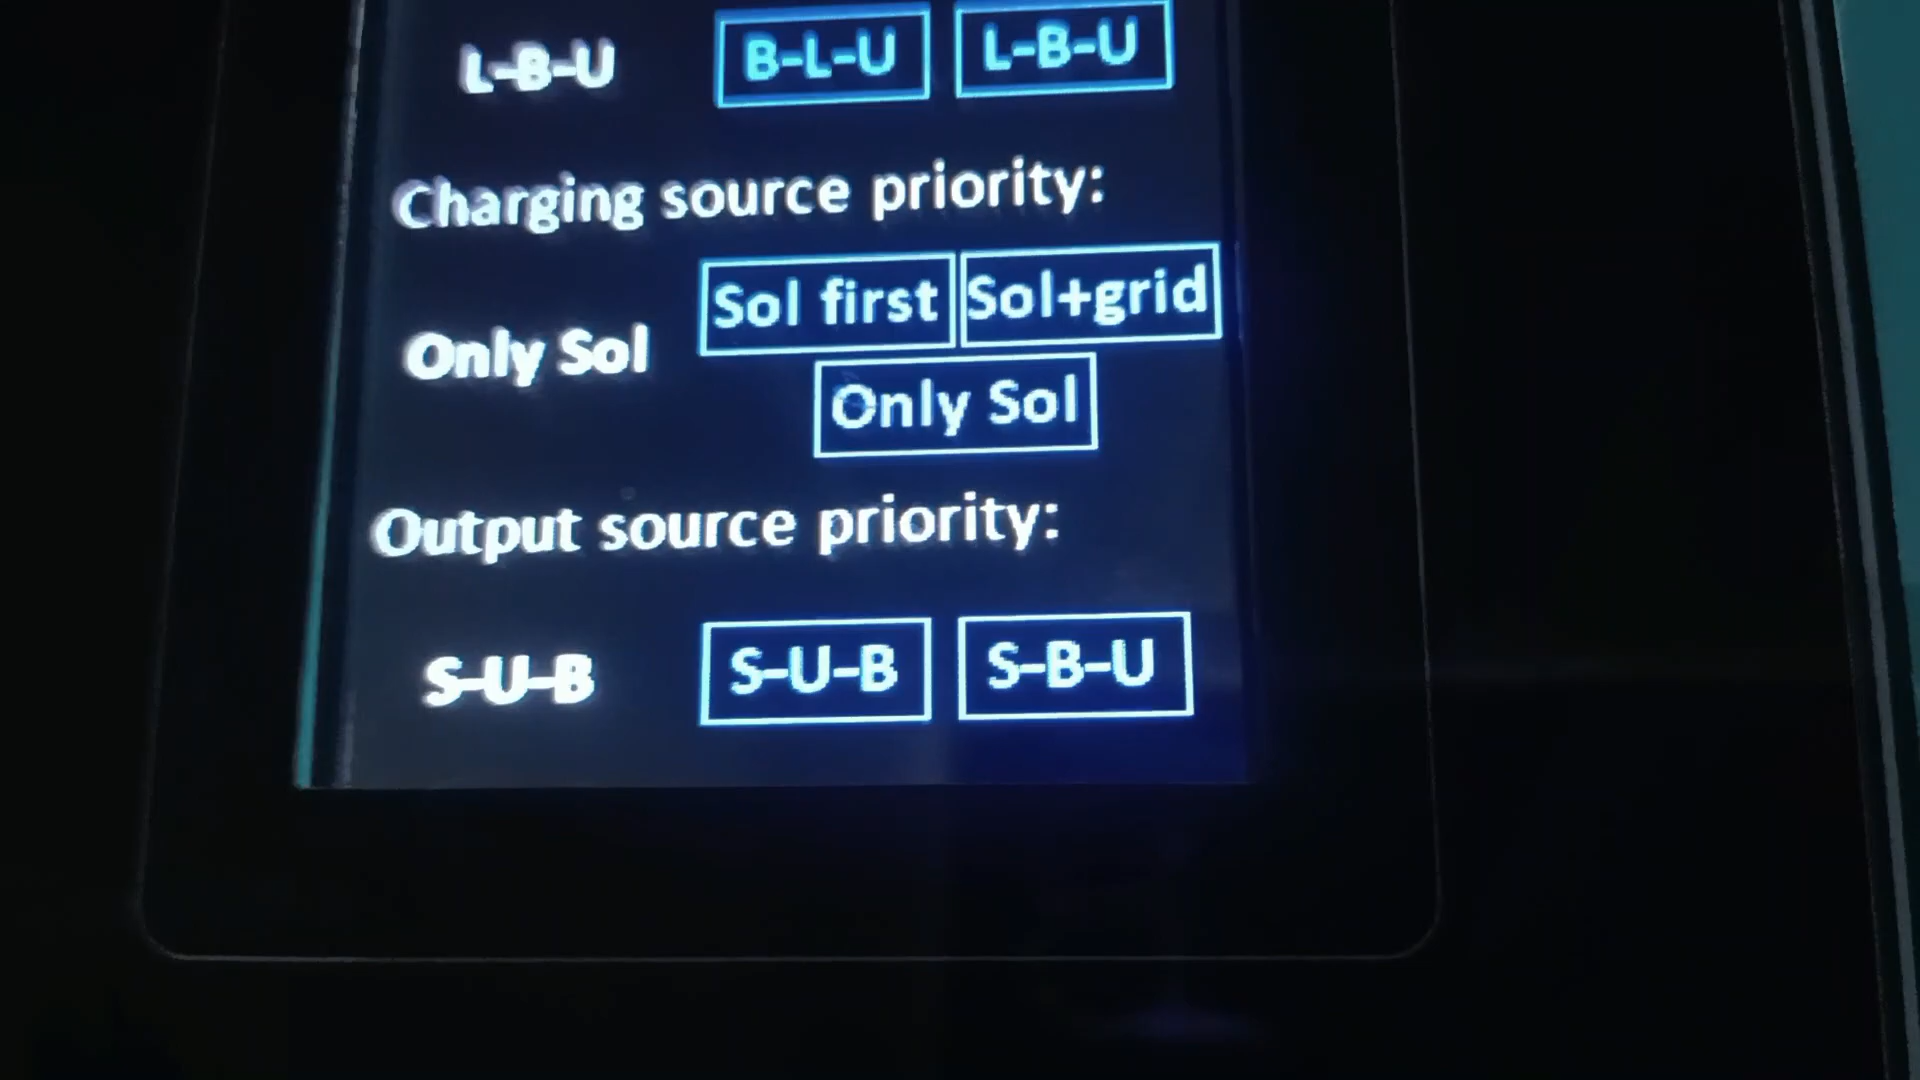 L-B-U B-L-U L-B-U
Charging source priority:
Sol first Sol+grid
Only Sol
Only Sol
Output source priority:
S-U-B S-U-B S-B-U